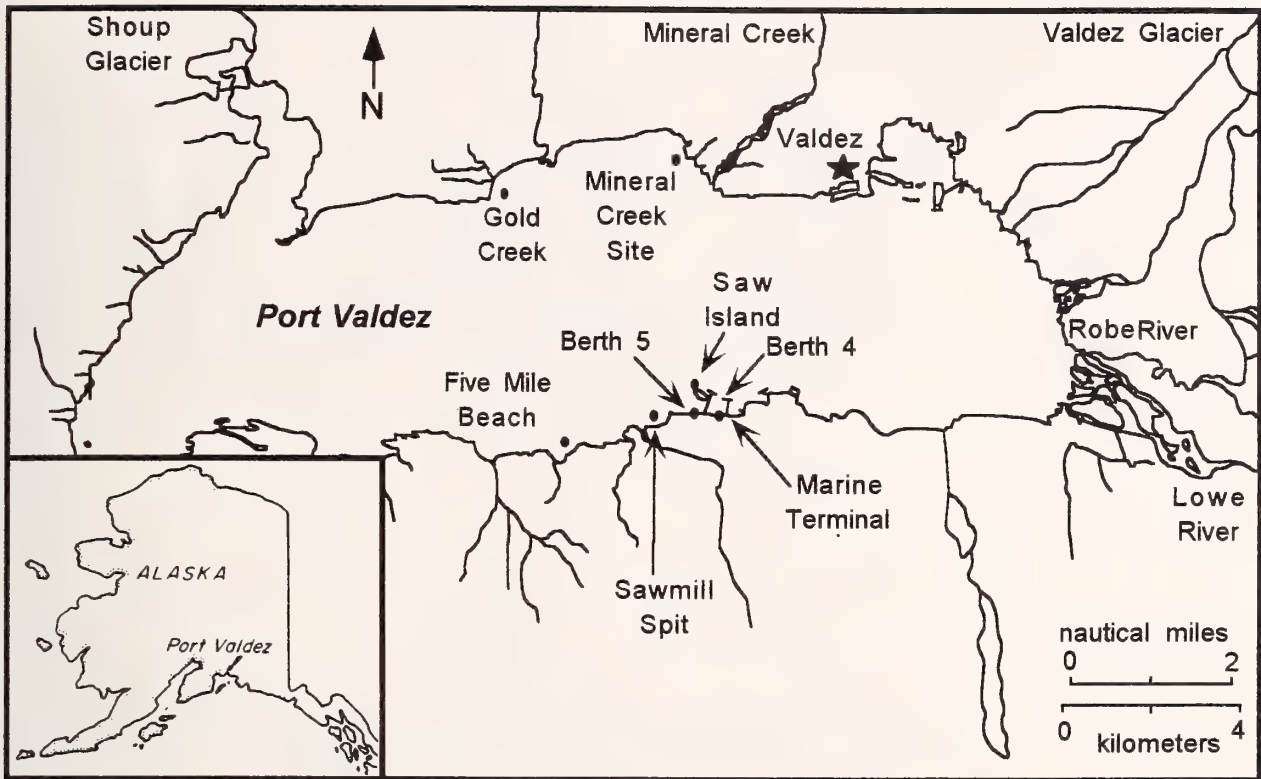 Shoup
Glacier
N
Mineral Creek
Valdez Glacier
Valdez
Gold
Creek
Mineral
Creek
Site
Port Valdez
Saw
Island
Berth 5
Berth 4
RobeRiver
Five Mile
Beach
Marine
Terminal
Lowe
River
Sawmill
Spit
ALASKA
Port Valdez
nautical miles
0 2
0 4
kilometers